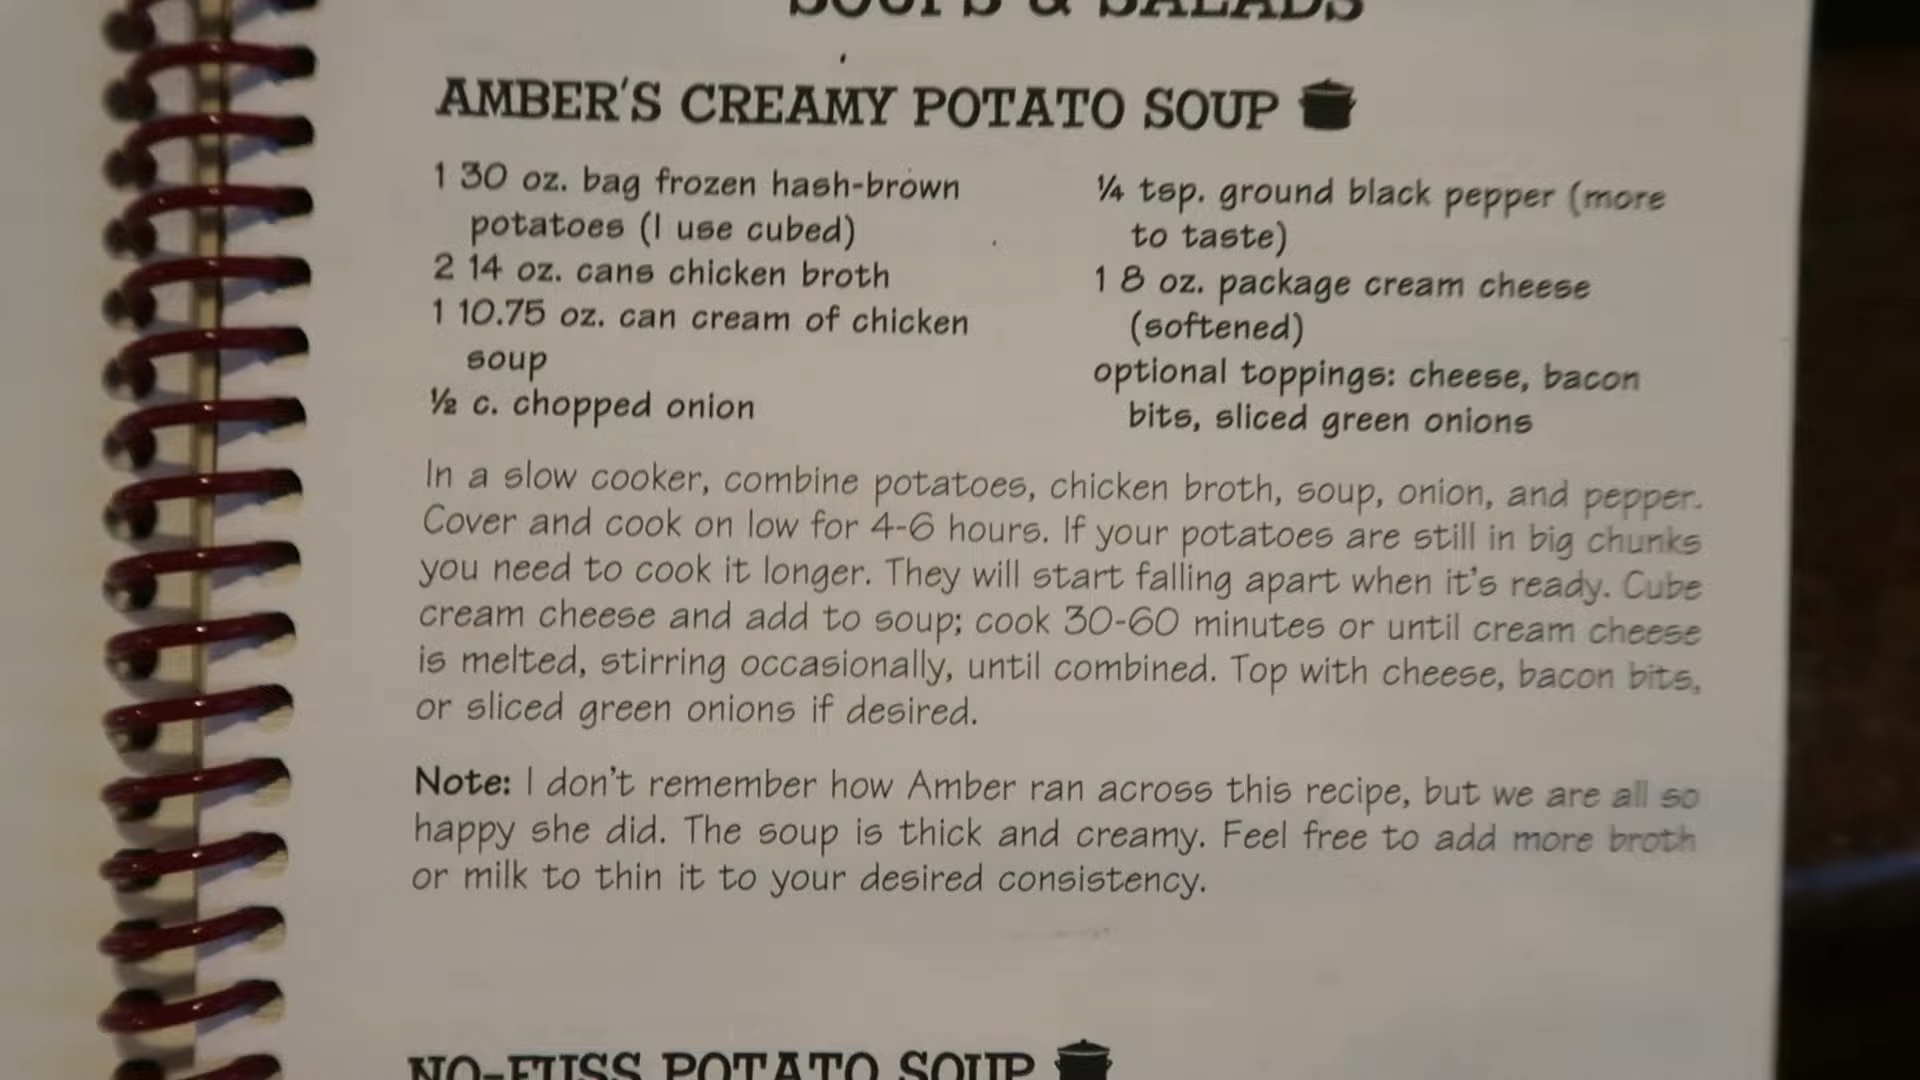 SOUPS & SALADS
AMBER'S CREAMY POTATO SOUP
1 30 oz. bag frozen hash-brown
potatoes (I use cubed)
2 14 oz. cans chicken broth
1 10.75 oz. can cream of chicken
soup
½ c. chopped onion
¼ tsp. ground black pepper (more
to taste)
1 8 oz. package cream cheese
(softened)
optional toppings: cheese, bacon
bits, sliced green onions
In a slow cooker, combine potatoes, chicken broth, soup, onion, and pepper.
Cover and cook on low for 4-6 hours. If your potatoes are still in big chunks
you need to cook it longer. They will start falling apart when it's ready. Cube
cream cheese and add to soup; cook 30-60 minutes or until cream cheese
is melted, stirring occasionally, until combined. Top with cheese, bacon bits,
or sliced green onions if desired.
Note: I don't remember how Amber ran across this recipe, but we are all so
happy she did. The soup is thick and creamy. Feel free to add more broth
or milk to thin it to your desired consistency.
NO-FUSS POTATO SOUP